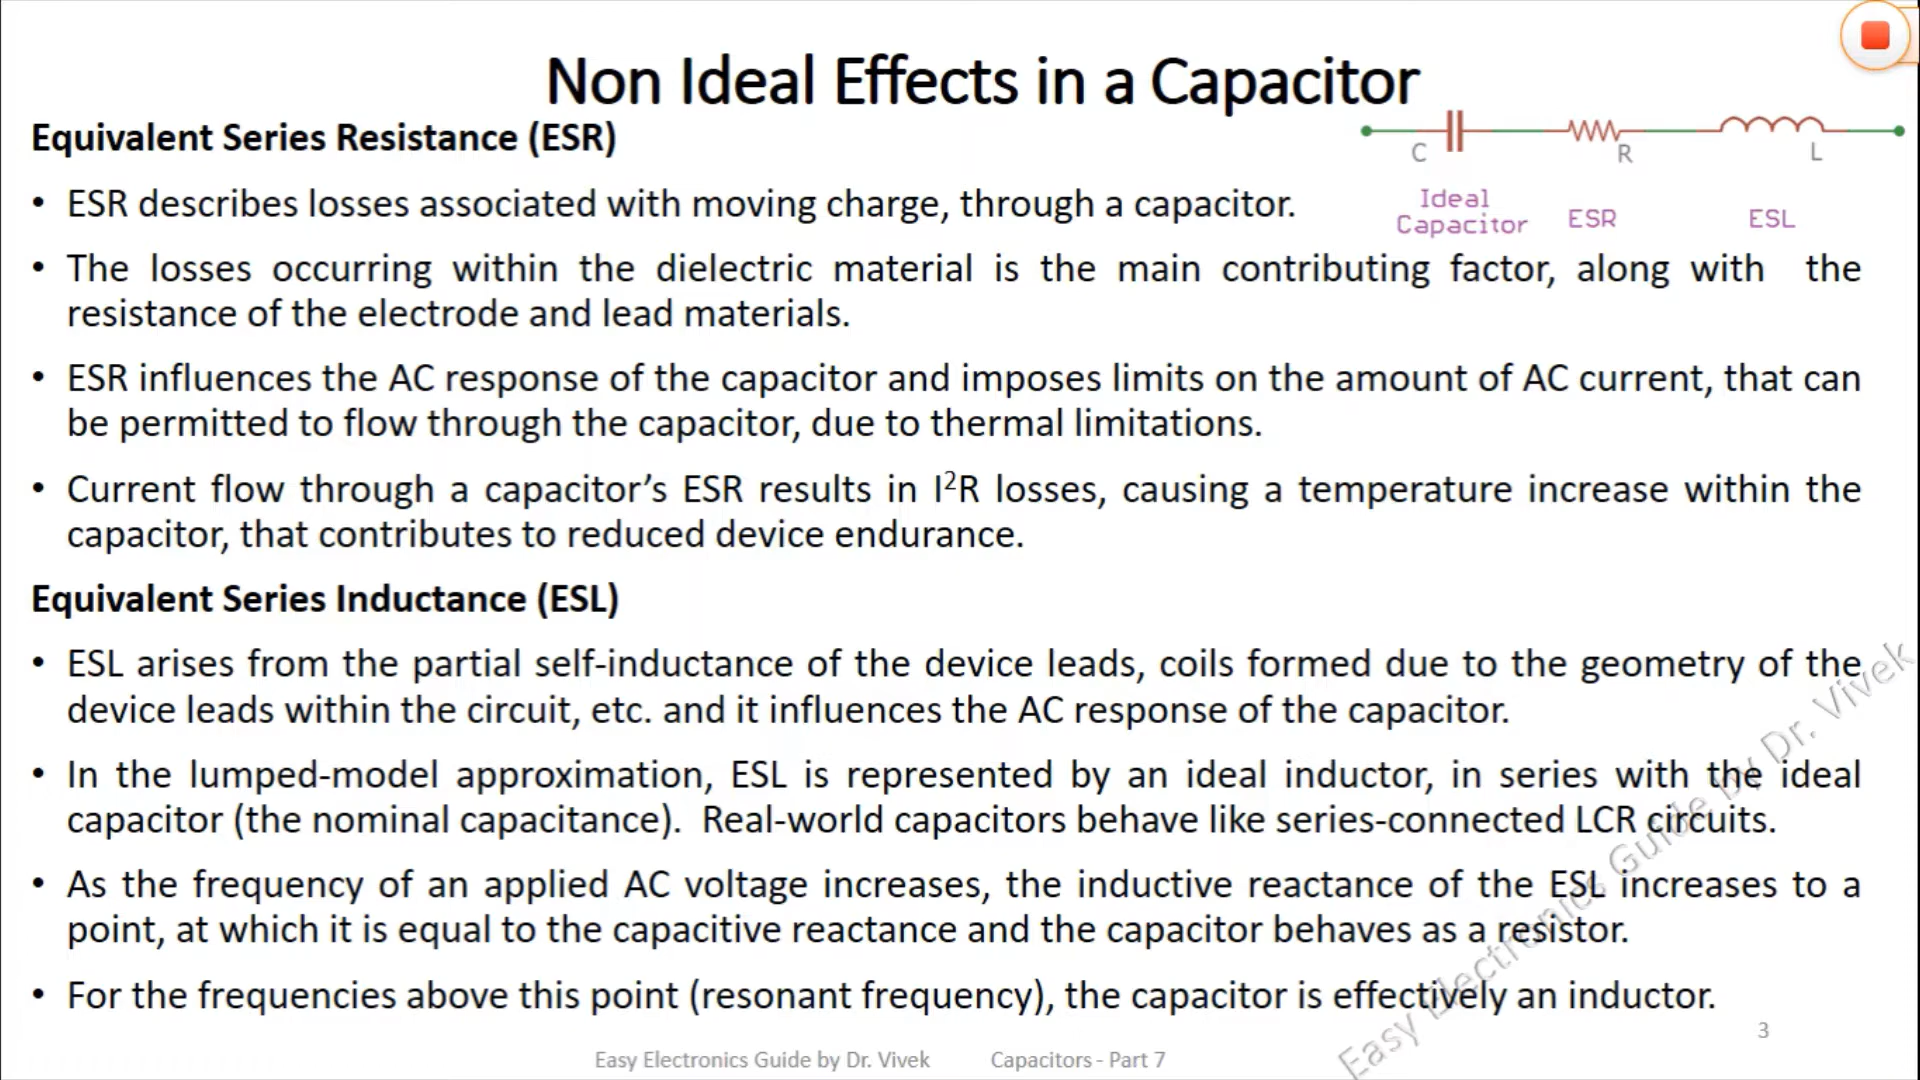 Non Ideal Effects in a Capacitor
Equivalent Series Resistance (ESR)
C R L
Ideal
Capacitor ESR ESL
• ESR describes losses associated with moving charge, through a capacitor.
• The losses occurring within the dielectric material is the main contributing factor, along with the
resistance of the electrode and lead materials.
• ESR influences the AC response of the capacitor and imposes limits on the amount of AC current, that can
be permitted to flow through the capacitor, due to thermal limitations.
• Current flow through a capacitor’s ESR results in I²R losses, causing a temperature increase within the
capacitor, that contributes to reduced device endurance.
Equivalent Series Inductance (ESL)
• ESL arises from the partial self-inductance of the device leads, coils formed due to the geometry of the
device leads within the circuit, etc. and it influences the AC response of the capacitor.
• In the lumped-model approximation, ESL is represented by an ideal inductor, in series with the ideal
capacitor (the nominal capacitance). Real-world capacitors behave like series-connected LCR circuits.
• As the frequency of an applied AC voltage increases, the inductive reactance of the ESL increases to a
point, at which it is equal to the capacitive reactance and the capacitor behaves as a resistor.
• For the frequencies above this point (resonant frequency), the capacitor is effectively an inductor.
Easy Electronics Guide by Dr. Vivek
3
Easy Electronics Guide by Dr. Vivek Capacitors - Part 7